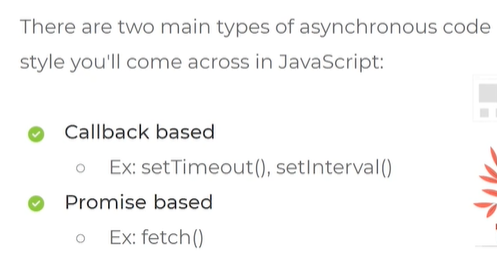 There are two main types of asynchronous code
style you'll come across in JavaScript:
Callback based
Ex: setTimeout(), setInterval()
Promise based
Ex: fetch()